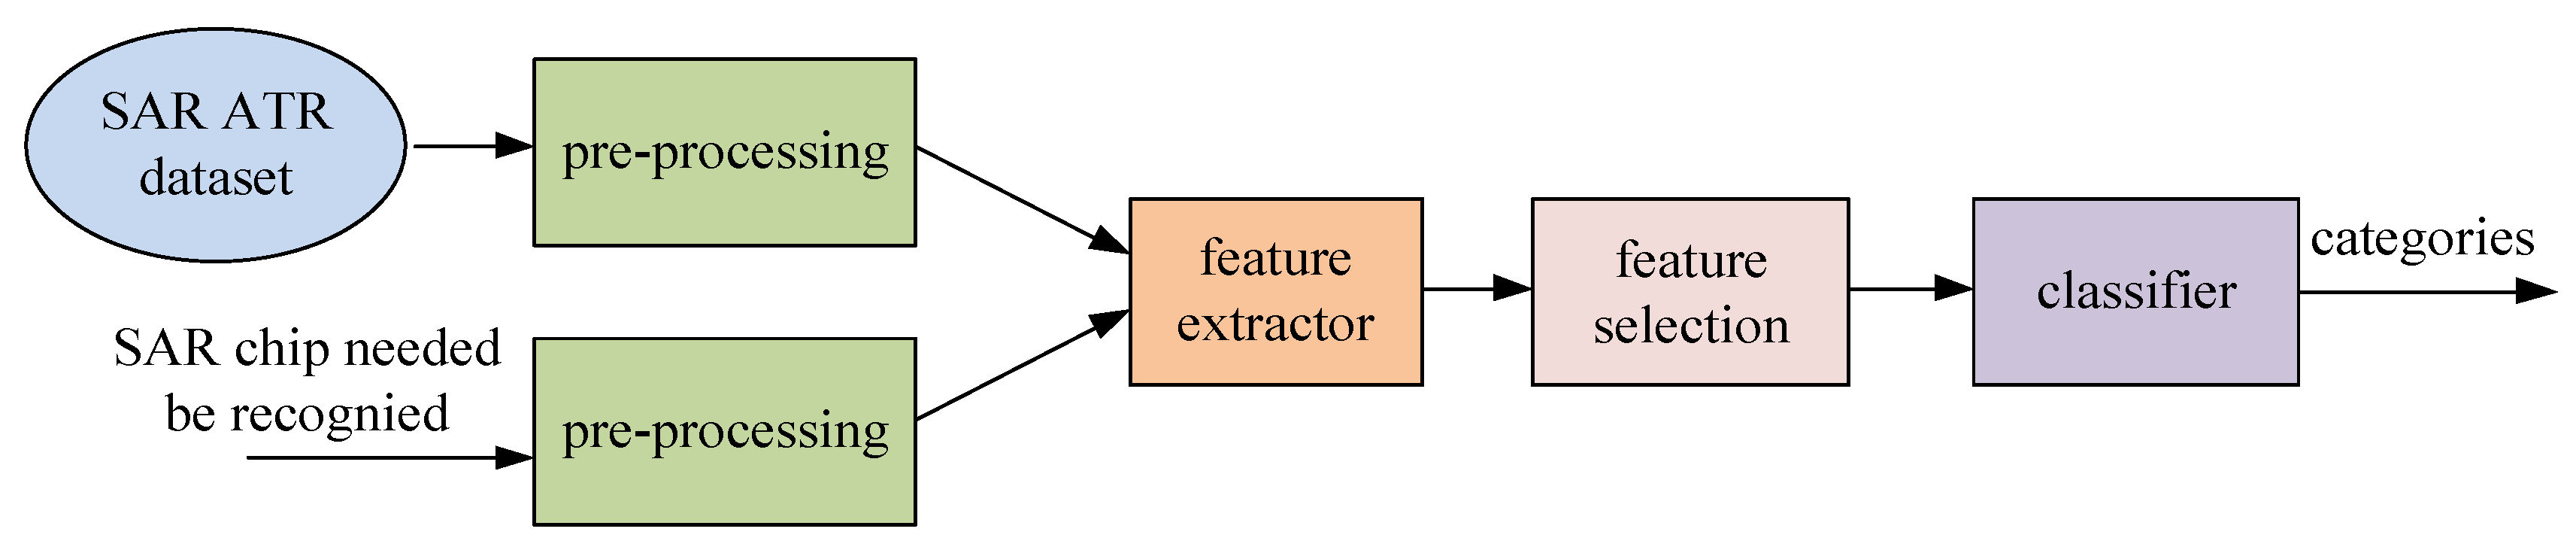 SAR ATR
dataset
pre-processing
SAR chip needed
be recognied
pre-processing
feature
extractor
feature
selection
classifier
categories